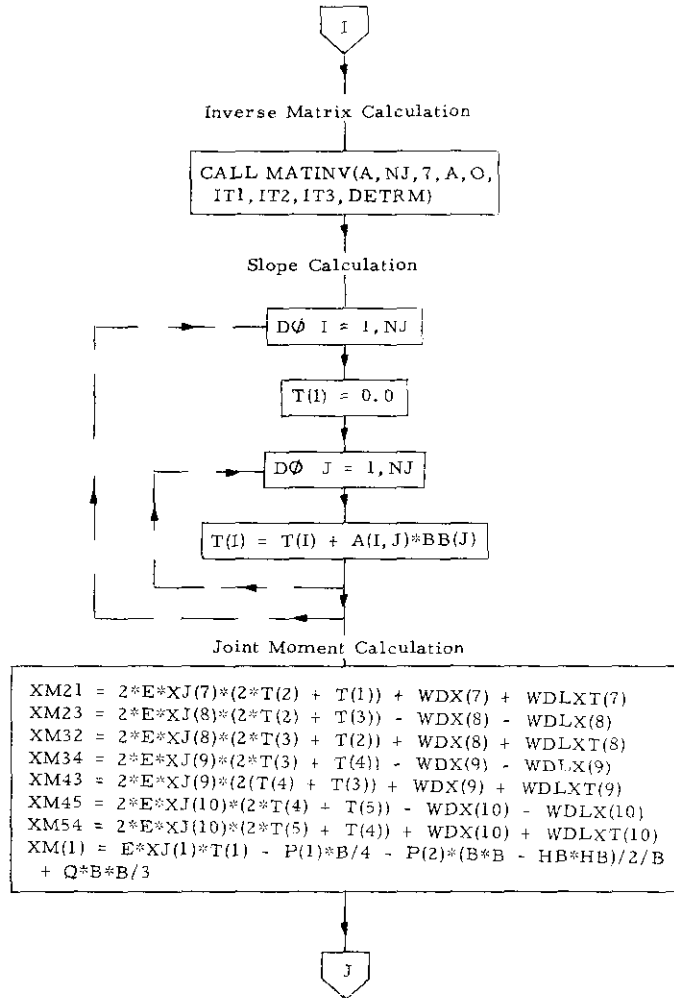 I
Inverse Matrix Calculation
CALL MATINV(A, NJ, 7, A, O,
IT1, IT2, IT3, DETRM)
Slope Calculation
DØ I = 1, NJ
T(I) = 0.0
DØ J = 1, NJ
T(I) = T(I) + A(I, J)*BB(J)
Joint Moment Calculation
XM21 = 2*E*XJ(7)*(2*T(2) + T(1)) + WDX(7) + WDLXT(7)
XM23 = 2*E*XJ(8)*(2*T(2) + T(3)) - WDX(8) - WDLX(8)
XM32 = 2*E*XJ(8)*(2*T(3) + T(2)) + WDX(8) + WDLXT(8)
XM34 = 2*E*XJ(9)*(2*T(3) + T(4)) - WDX(9) - WDLX(9)
XM43 = 2*E*XJ(9)*(2(T(4) + T(3)) + WDX(9) + WDLXT(9)
XM45 = 2*E*XJ(10)*(2*T(4) + T(5)) - WDX(10) - WDLX(10)
XM54 = 2*E*XJ(10)*(2*T(5) + T(4)) + WDX(10) + WDLXT(10)
XM(1) = E*XJ(1)*T(1) - P(1)*B/4 - P(2)*(B*B - HB*HB)/2/B
+ Q*B*B/3
J